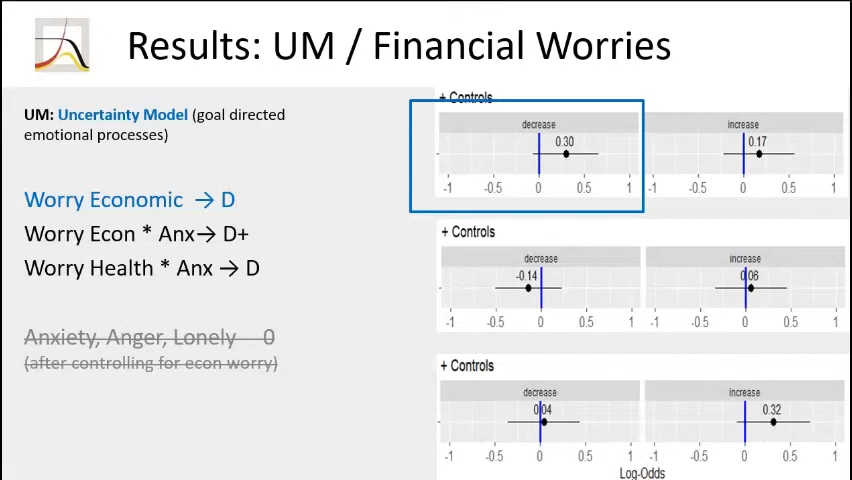 Results: UM / Financial Worries
UM: Uncertainty Model (goal directed
emotional processes)
Worry Economic → D
Worry Econ * Anx→ D+
Worry Health * Anx → D
Anxiety, Anger, Lonely 0
(after controlling for econ worry)
+ Controls
decrease increase
0.30 0.17
-1 -0.5 0 0.5 1 -1 -0.5 0 0.5 1
+ Controls
decrease increase
-0.14 0.06
-1 -0.5 0 0.5 1 -1 -0.5 0 0.5 1
+ Controls
decrease increase
0.04 0.32
-1 -0.5 0 0.5 1 -1 -0.5 0 0.5 1
Log-Odds